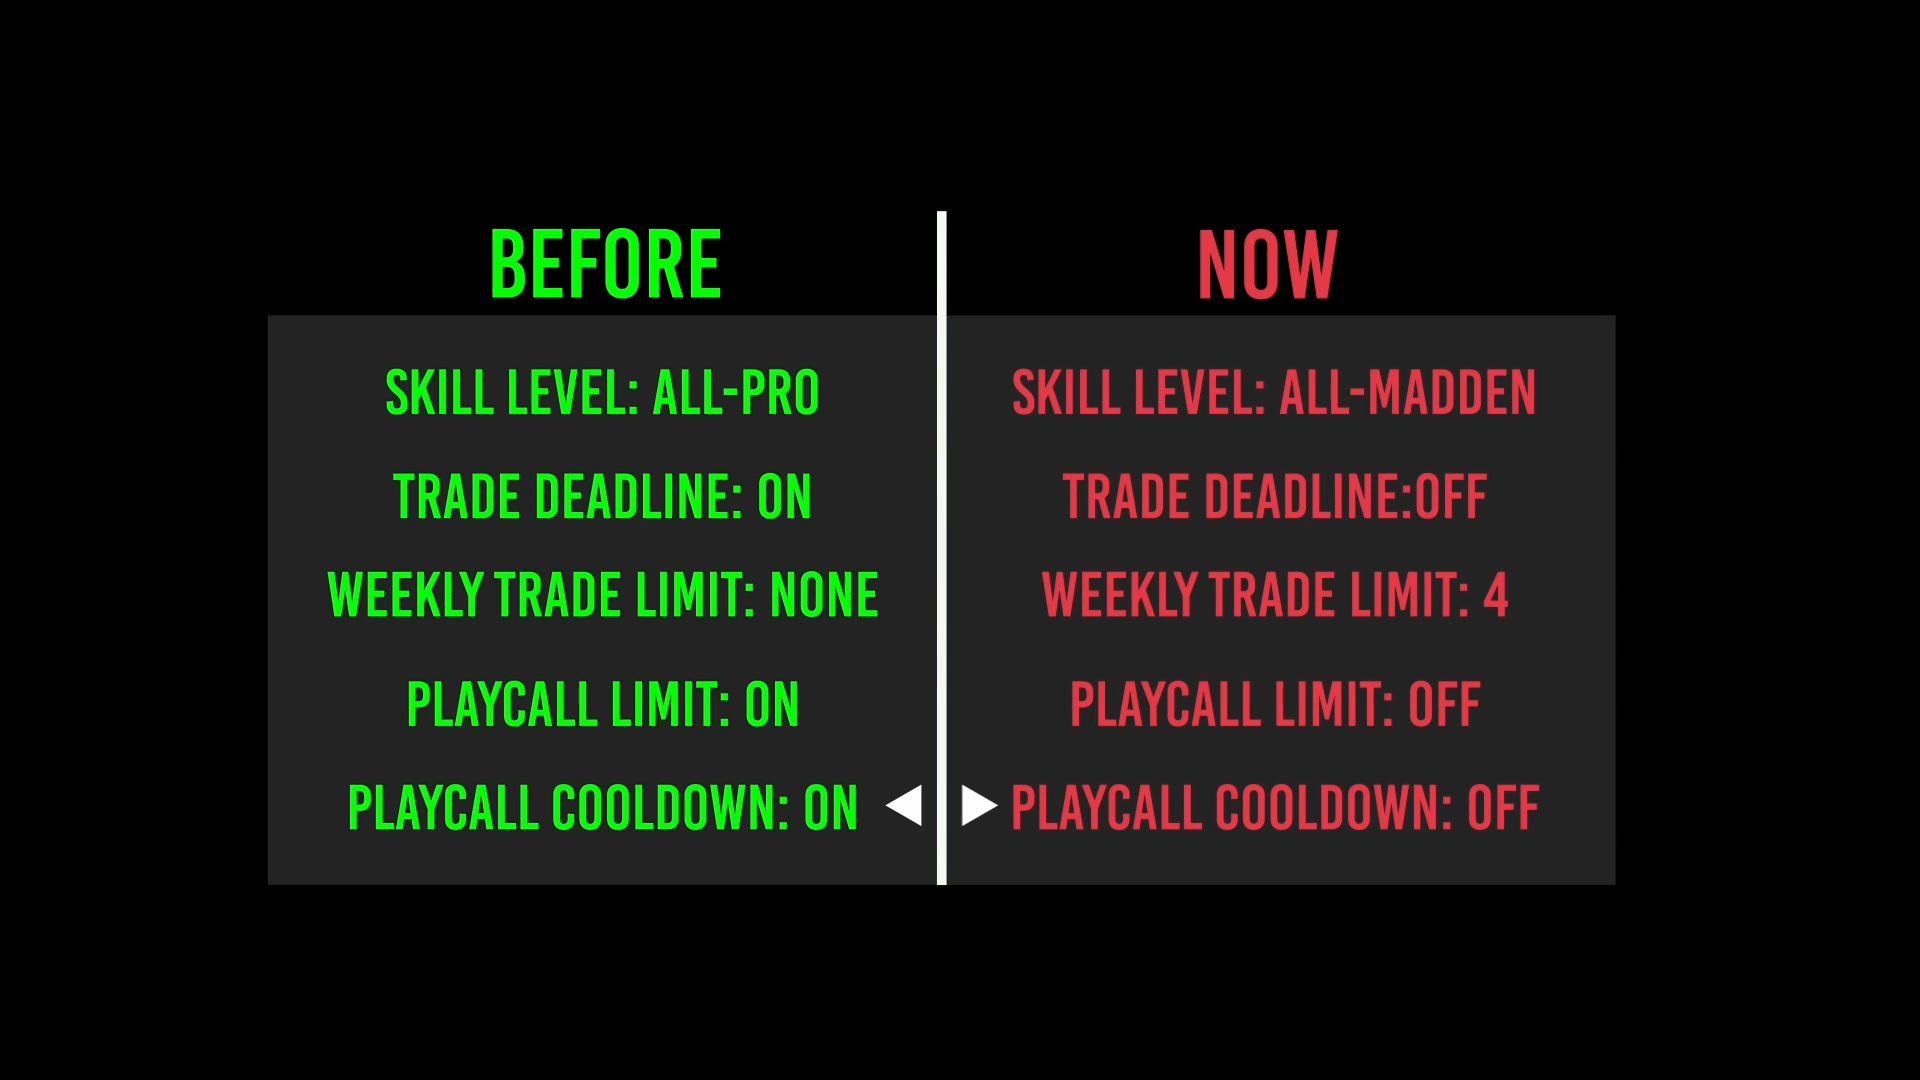 BEFORE
NOW
SKILL LEVEL: ALL-PRO
SKILL LEVEL: ALL-MADDEN
TRADE DEADLINE: ON
TRADE DEADLINE:OFF
WEEKLY TRADE LIMIT: NONE
WEEKLY TRADE LIMIT: 4
PLAYCALL LIMIT: ON
PLAYCALL LIMIT: OFF
PLAYCALL COOLDOWN: ON
PLAYCALL COOLDOWN: OFF